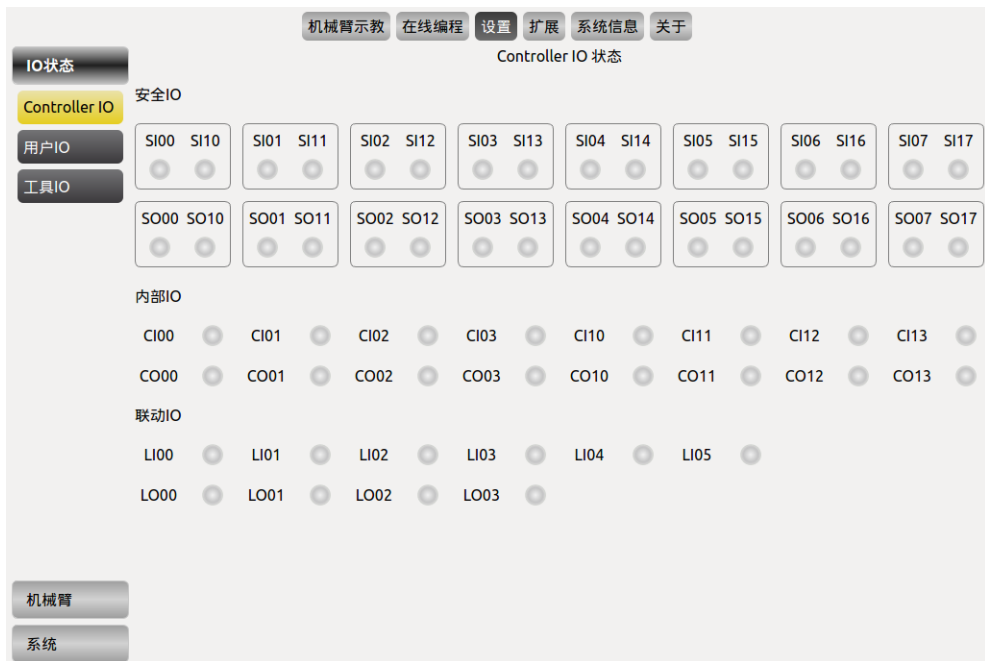 机械臂示教 在线编程 设置 扩展 系统信息 关于
Controller IO 状态
IO状态
Controller IO
用户IO
工具IO
安全IO
SI00 SI10 SI01 SI11 SI02 SI12 SI03 SI13 SI04 SI14 SI05 SI15 SI06 SI16 SI07 SI17
SO00 SO10 SO01 SO11 SO02 SO12 SO03 SO13 SO04 SO14 SO05 SO15 SO06 SO16 SO07 SO17
内部IO
CI00 CI01 CI02 CI03 CI10 CI11 CI12 CI13
CO00 CO01 CO02 CO03 CO10 CO11 CO12 CO13
联动IO
LI00 LI01 LI02 LI03 LI04 LI05
LO00 LO01 LO02 LO03
机械臂
系统